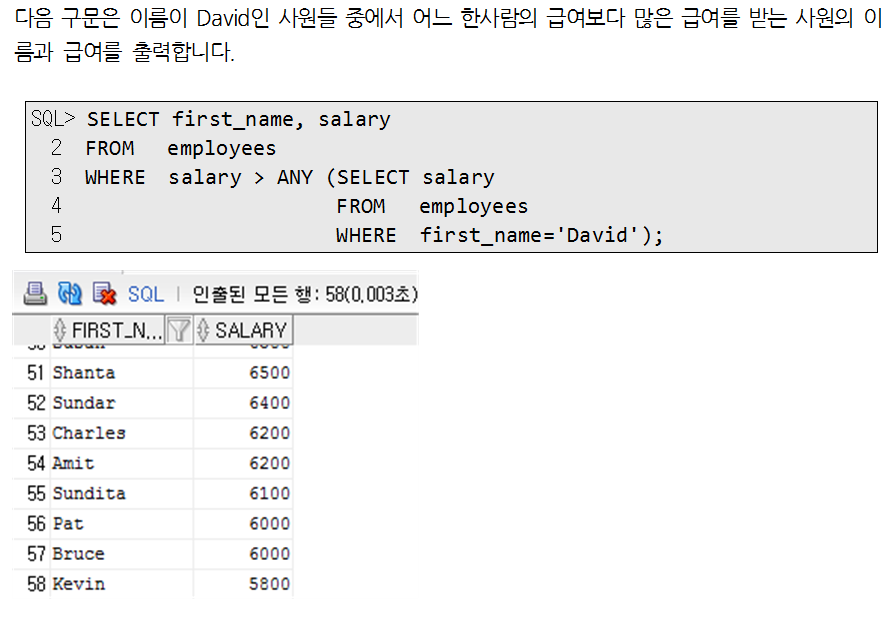 다음 구문은 이름이 David인 사원들 중에서 어느 한사람의 급여보다 많은 급여를 받는 사원의 이
름과 급여를 출력합니다.
SQL> SELECT first_name, salary
2 FROM employees
3 WHERE salary > ANY (SELECT salary
4 FROM employees
5 WHERE first_name='David');
SQL | 인출된 모든 행: 58(0,003초)
FIRST_N... SALARY
51 Shanta 6500
52 Sundar 6400
53 Charles 6200
54 Amit 6200
55 Sundita 6100
56 Pat 6000
57 Bruce 6000
58 Kevin 5800